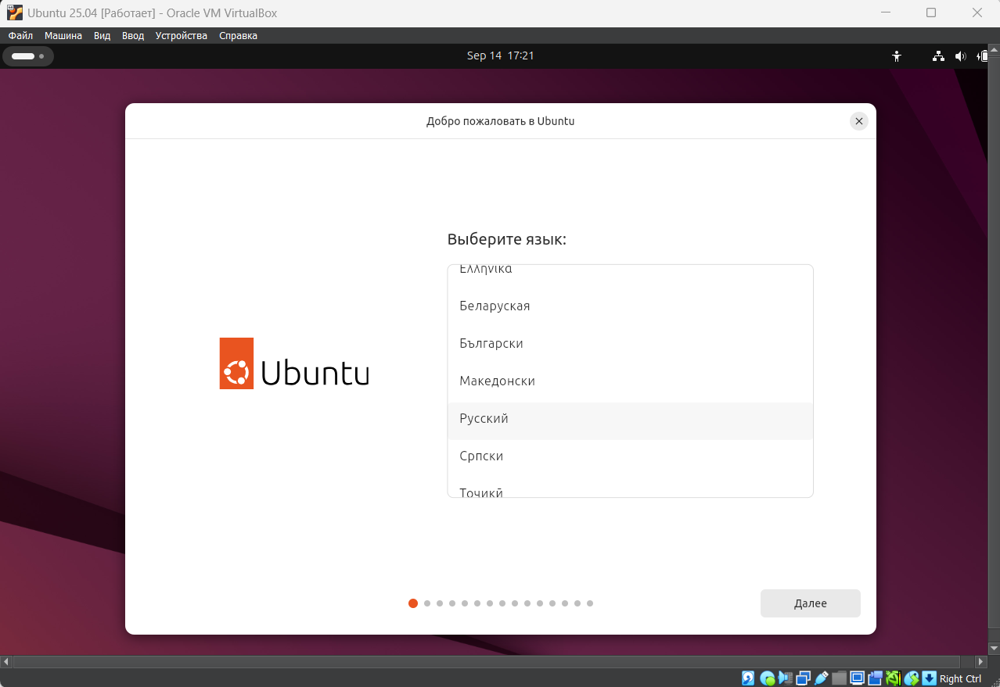 Ubuntu 25.04 [Работает] - Oracle VM VirtualBox
Файл Машина Вид Ввод Устройства Справка
Sep 14 17:21
Добро пожаловать в Ubuntu
Выберите язык:
Ελληνικά
Беларуская
Български
Македонски
Русский
Српски
Тоҷикӣ
Ubuntu
Далее
Right Ctrl